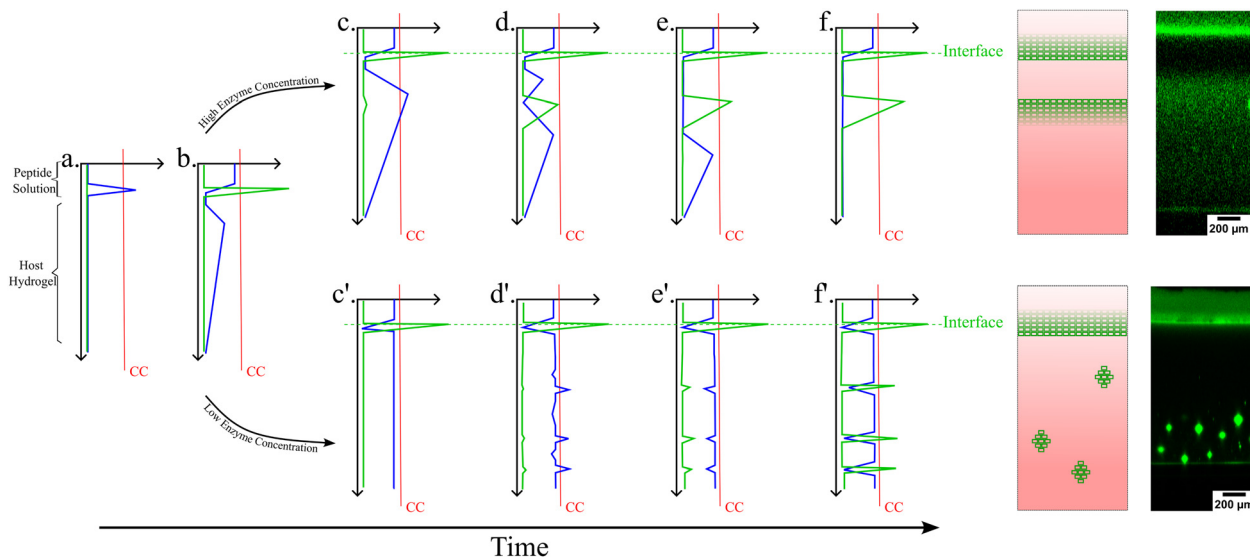 c.
d.
e.
f.
Interface
High Enzyme Concentration
CC
CC
CC
CC
200 µm
a.
b.
Peptide
Solution
Host
Hydrogel
CC
CC
Low Enzyme Concentration
c'.
d'.
e'.
f'.
Interface
CC
CC
CC
CC
200 µm
Time